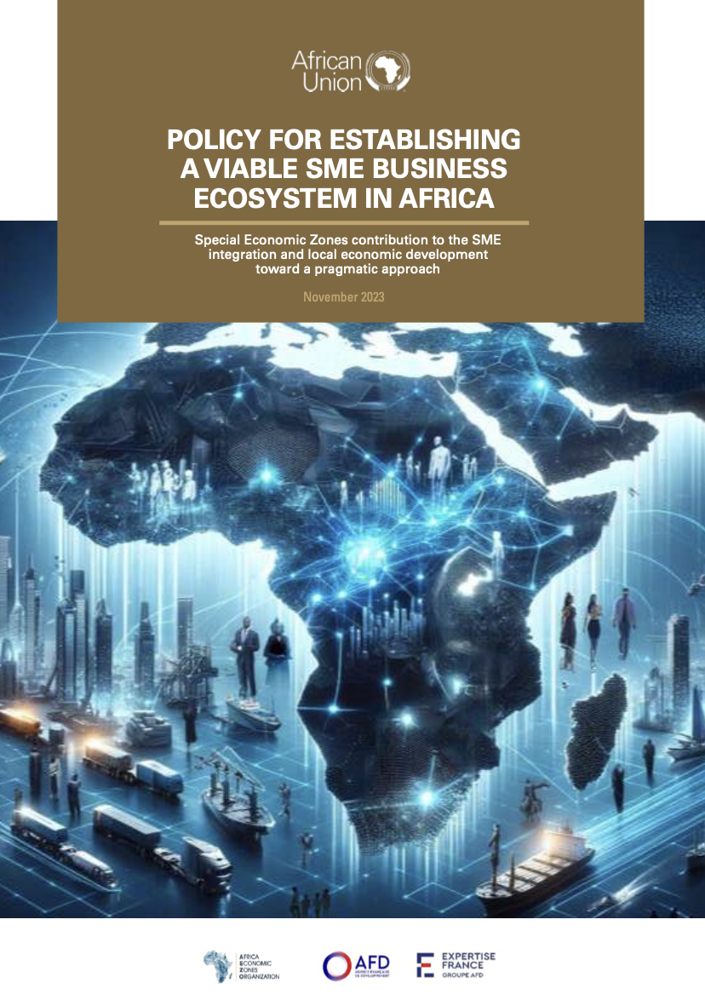 African
Union
POLICY FOR ESTABLISHING
A VIABLE SME BUSINESS
ECOSYSTEM IN AFRICA
Special Economic Zones contribution to the SME
integration and local economic development
toward a pragmatic approach
November 2023
AFRICA
ECONOMIC
ZONES
ORGANIZATION
AFD
AGENCE FRANÇAISE
DE DÉVELOPPEMENT
EXPERTISE
FRANCE
GROUPE AFD